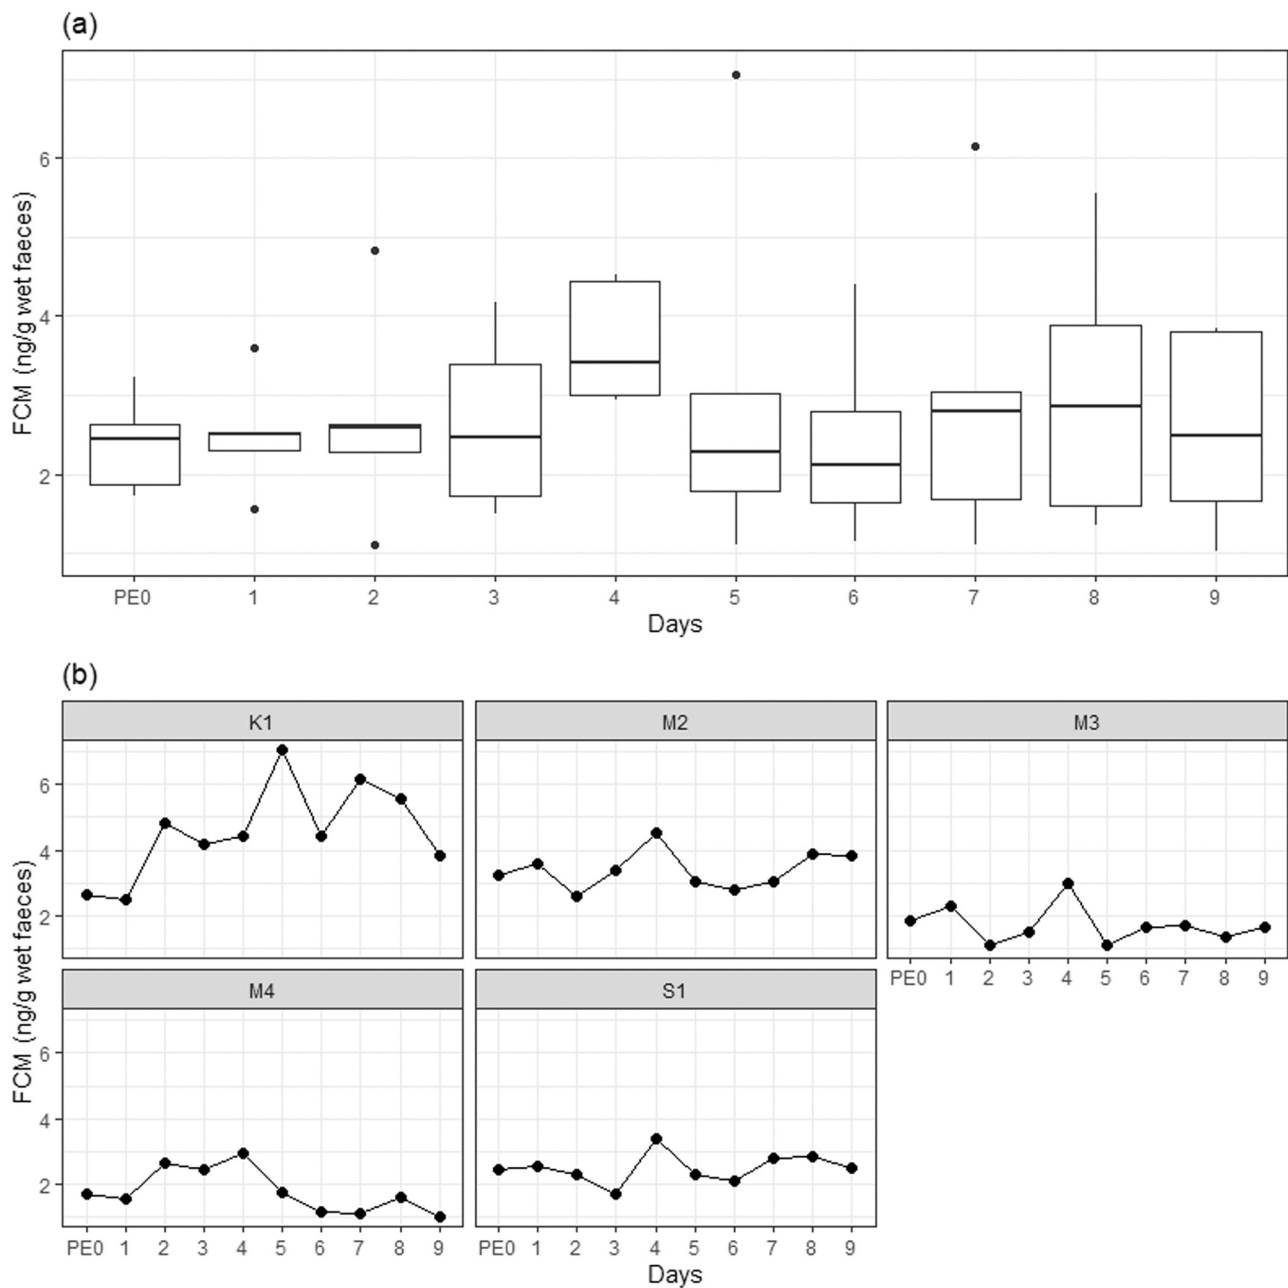 (a)
FCM (ng/g wet faeces)
6
4
2
PE0 1 2 3 4 5 6 7 8 9
Days
(b)
K1 M2 M3
FCM (ng/g wet faeces)
6
4
2
PE0 1 2 3 4 5 6 7 8 9
M4 S1
6
4
2
PE0 1 2 3 4 5 6 7 8 9 PE0 1 2 3 4 5 6 7 8 9
Days